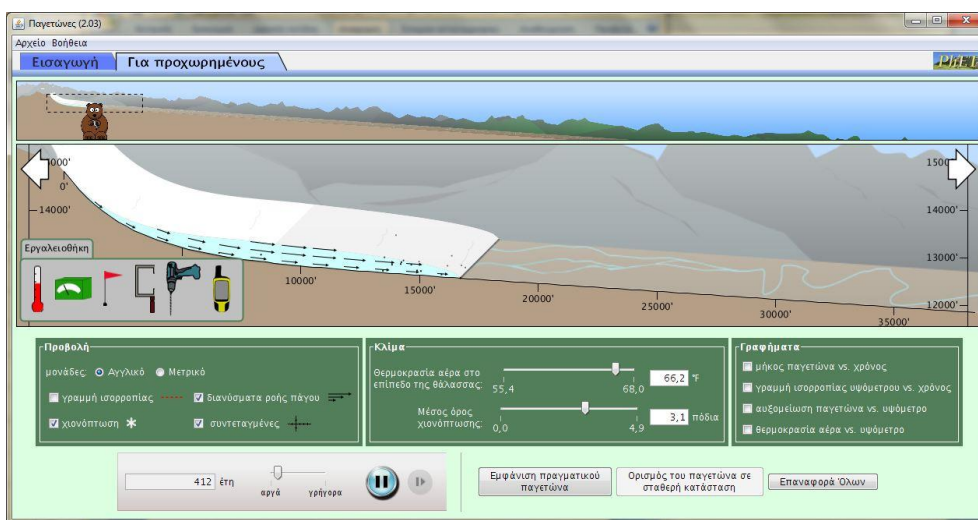 Παγετώνες (2.03)
Αρχείο Βοήθεια
Εισαγωγή Για προχωρημένους
PhET
0'
14000' 14000'
13000'
12000'
Εργαλειοθήκη
10000' 15000' 20000' 25000' 30000' 35000'
Προβολή
μονάδες: Αγγλικό Μετρικό
γραμμή ισορροπίας διανύσματα ροής πάγου
χιονόπτωση συντεταγμένες
Κλίμα
Θερμοκρασία αέρα στο
επίπεδο της θάλασσας:
55,4 68,0 66,2 °F
Μέσος όρος
χιονόπτωσης:
0,0 4,9 3,1 πόδια
Γραφήματα
μήκος παγετώνα vs. χρόνος
γραμμή ισορροπίας υψόμετρου vs. χρόνος
αυξομείωση παγετώνα vs. υψόμετρο
θερμοκρασία αέρα vs. υψόμετρο
412 έτη
αργά γρήγορα
Εμφάνιση πραγματικού
παγετώνα
Ορισμός του παγετώνα σε
σταθερή κατάσταση
Επαναφορά Όλων